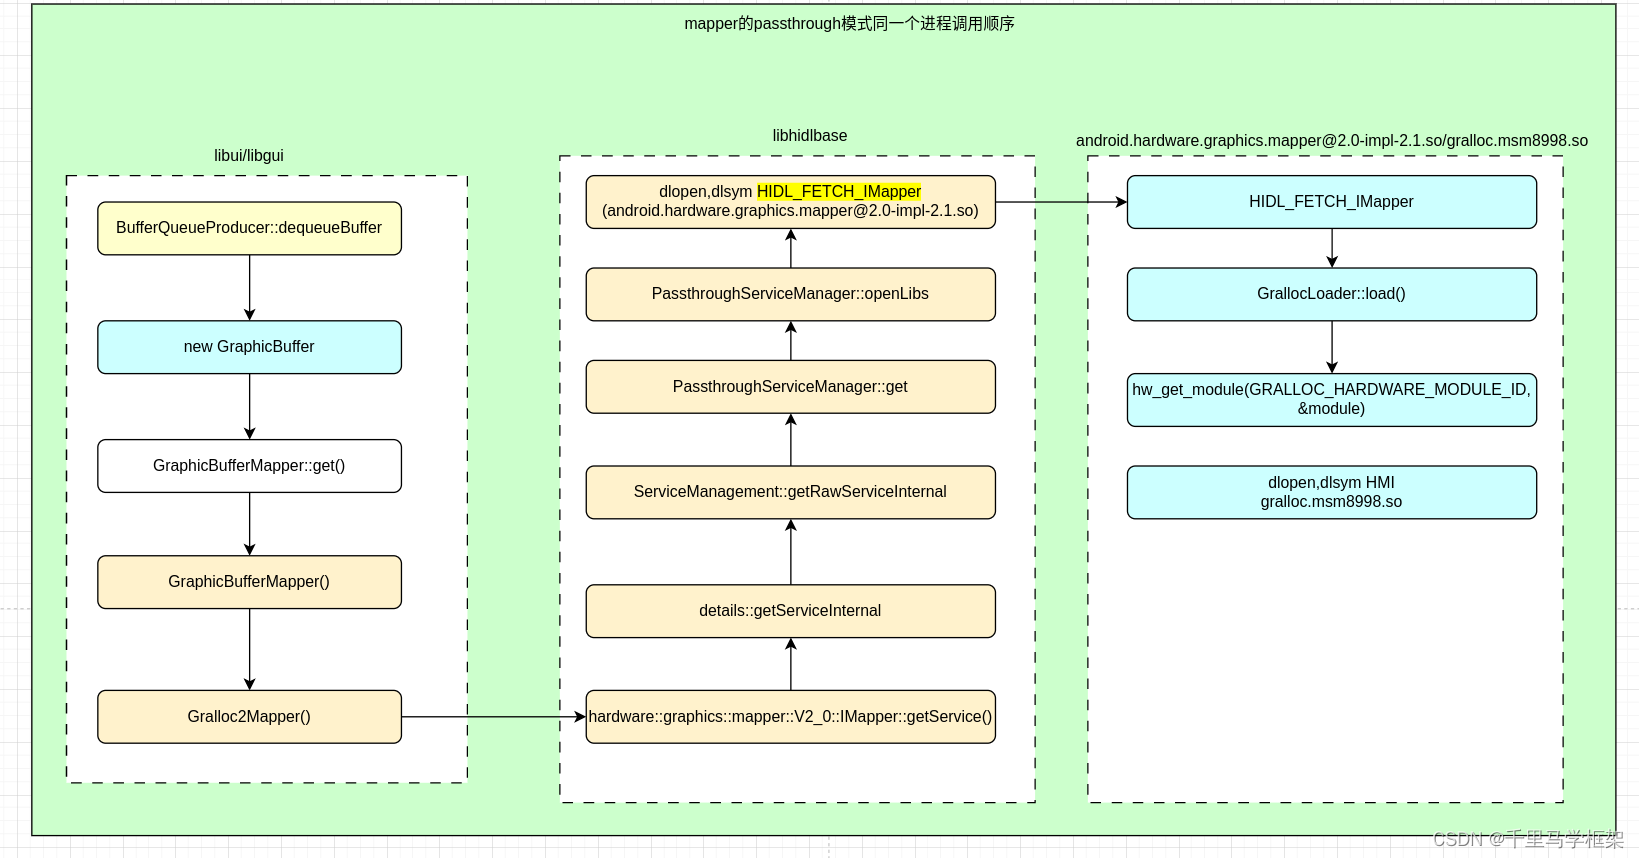 mapper的passthrough模式同一个进程调用顺序
libui/libgui
BufferQueueProducer::dequeueBuffer
new GraphicBuffer
GraphicBufferMapper::get()
GraphicBufferMapper()
Gralloc2Mapper()
libhidlbase
dlopen,dlsym HIDL_FETCH_IMapper
(android.hardware.graphics.mapper@2.0-impl-2.1.so)
PassthroughServiceManager::openLibs
PassthroughServiceManager::get
ServiceManagement::getRawServiceInternal
details::getServiceInternal
hardware::graphics::mapper::V2_0::IMapper::getService()
android.hardware.graphics.mapper@2.0-impl-2.1.so/gralloc.msm8998.so
HIDL_FETCH_IMapper
GrallocLoader::load()
hw_get_module(GRALLOC_HARDWARE_MODULE_ID,
&module)
dlopen,dlsym HMI
gralloc.msm8998.so
CSDN @千里马学框架